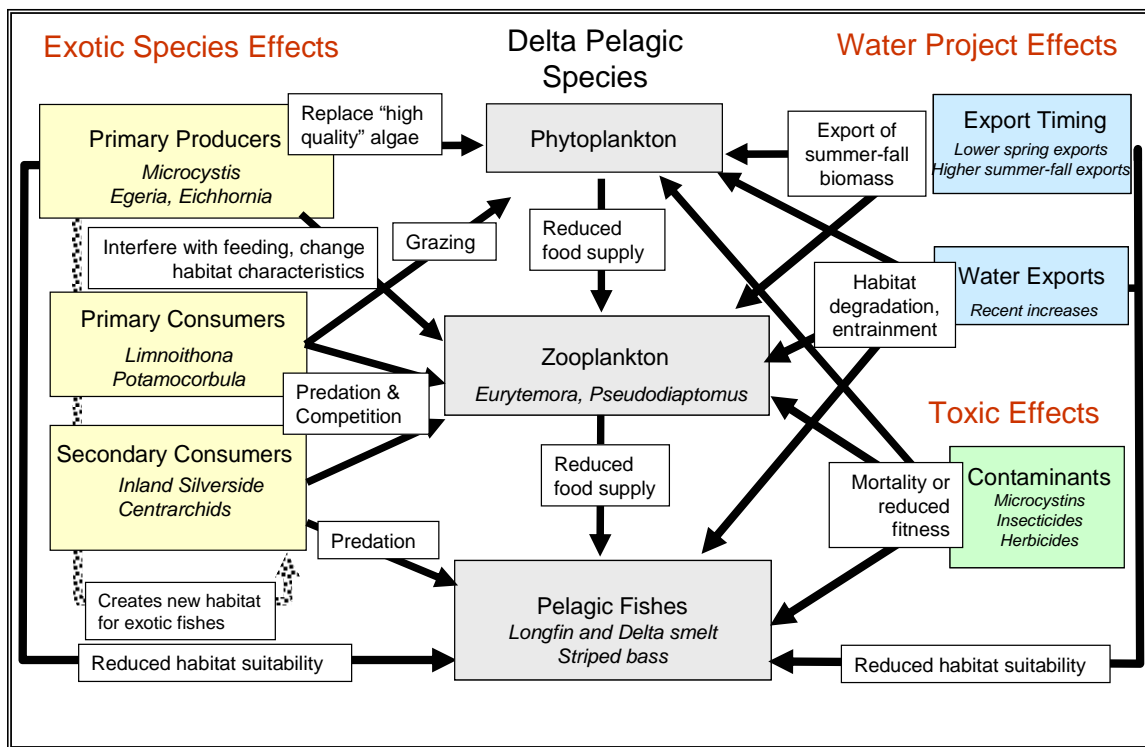 Exotic Species Effects
Delta Pelagic
Species
Water Project Effects
Primary Producers
Microcystis
Egeria, Eichhornia
Replace “high
quality” algae
Phytoplankton
Export of
summer-fall
biomass
Export Timing
Lower spring exports
Higher summer-fall exports
Interfere with feeding, change
habitat characteristics
Grazing
Reduced
food supply
Habitat
degradation,
entrainment
Water Exports
Recent increases
Primary Consumers
Limnoithona
Potamocorbula
Predation &
Competition
Zooplankton
Eurytemora, Pseudodiaptomus
Toxic Effects
Secondary Consumers
Inland Silverside
Centrarchids
Reduced
food supply
Mortality or
reduced
fitness
Contaminants
Microcystins
Insecticides
Herbicides
Predation
Creates new habitat
for exotic fishes
Pelagic Fishes
Longfin and Delta smelt
Striped bass
Reduced habitat suitability
Reduced habitat suitability